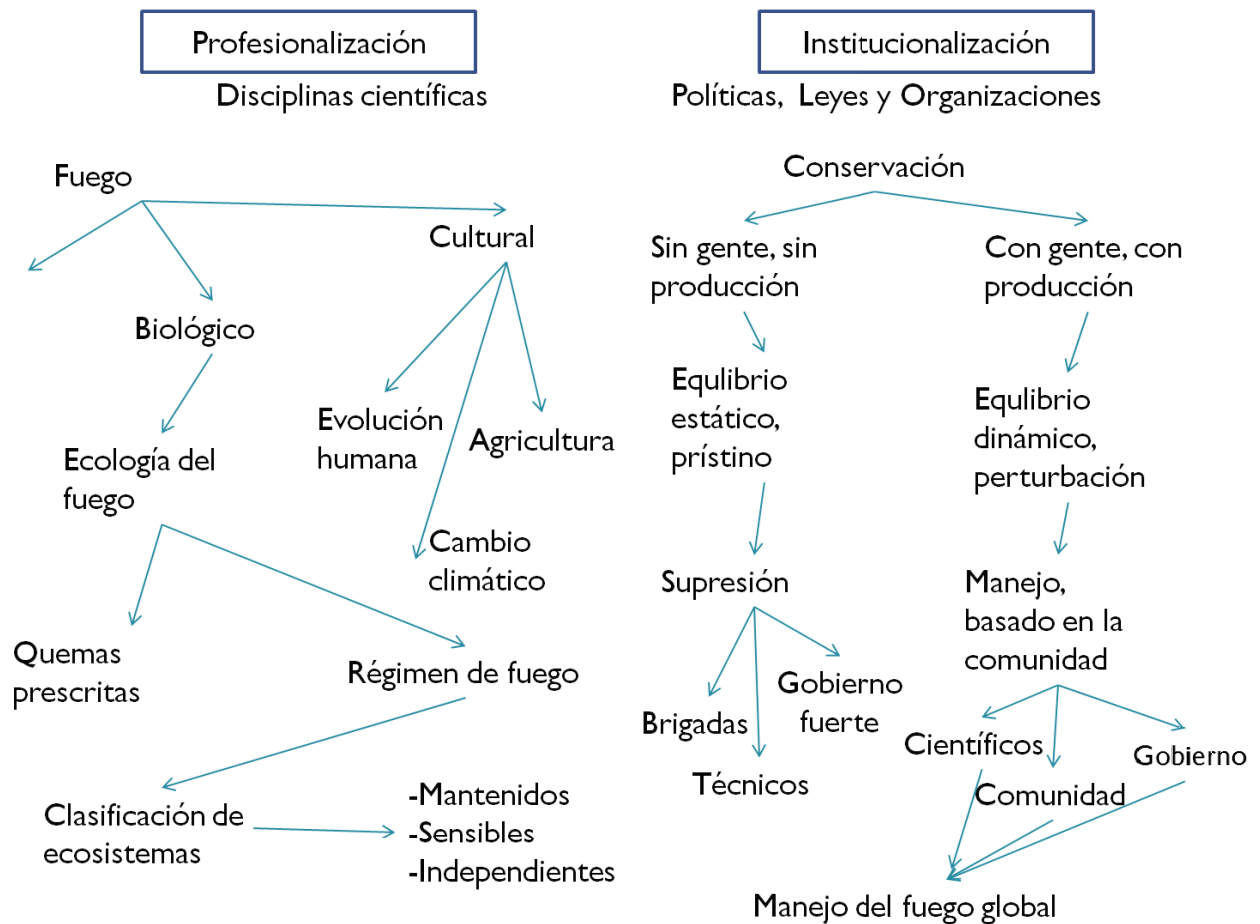 Profesionalización
Disciplinas científicas
Fuego
Cultural
Biológico
Evolución
humana
Agricultura
Ecología del
fuego
Cambio
climático
Quemas
prescritas
Régimen de fuego
Clasificación de
ecosistemas
-Mantenidos
-Sensibles
-Independientes
Institucionalización
Políticas, Leyes y Organizaciones
Conservación
Sin gente, sin
producción
Con gente, con
producción
Equlibrio
estático,
prístino
Equlibrio
dinámico,
perturbación
Supresión
Manejo,
basado en la
comunidad
Brigadas
Gobierno
fuerte
Técnicos
Científicos
Gobierno
Comunidad
Manejo del fuego global